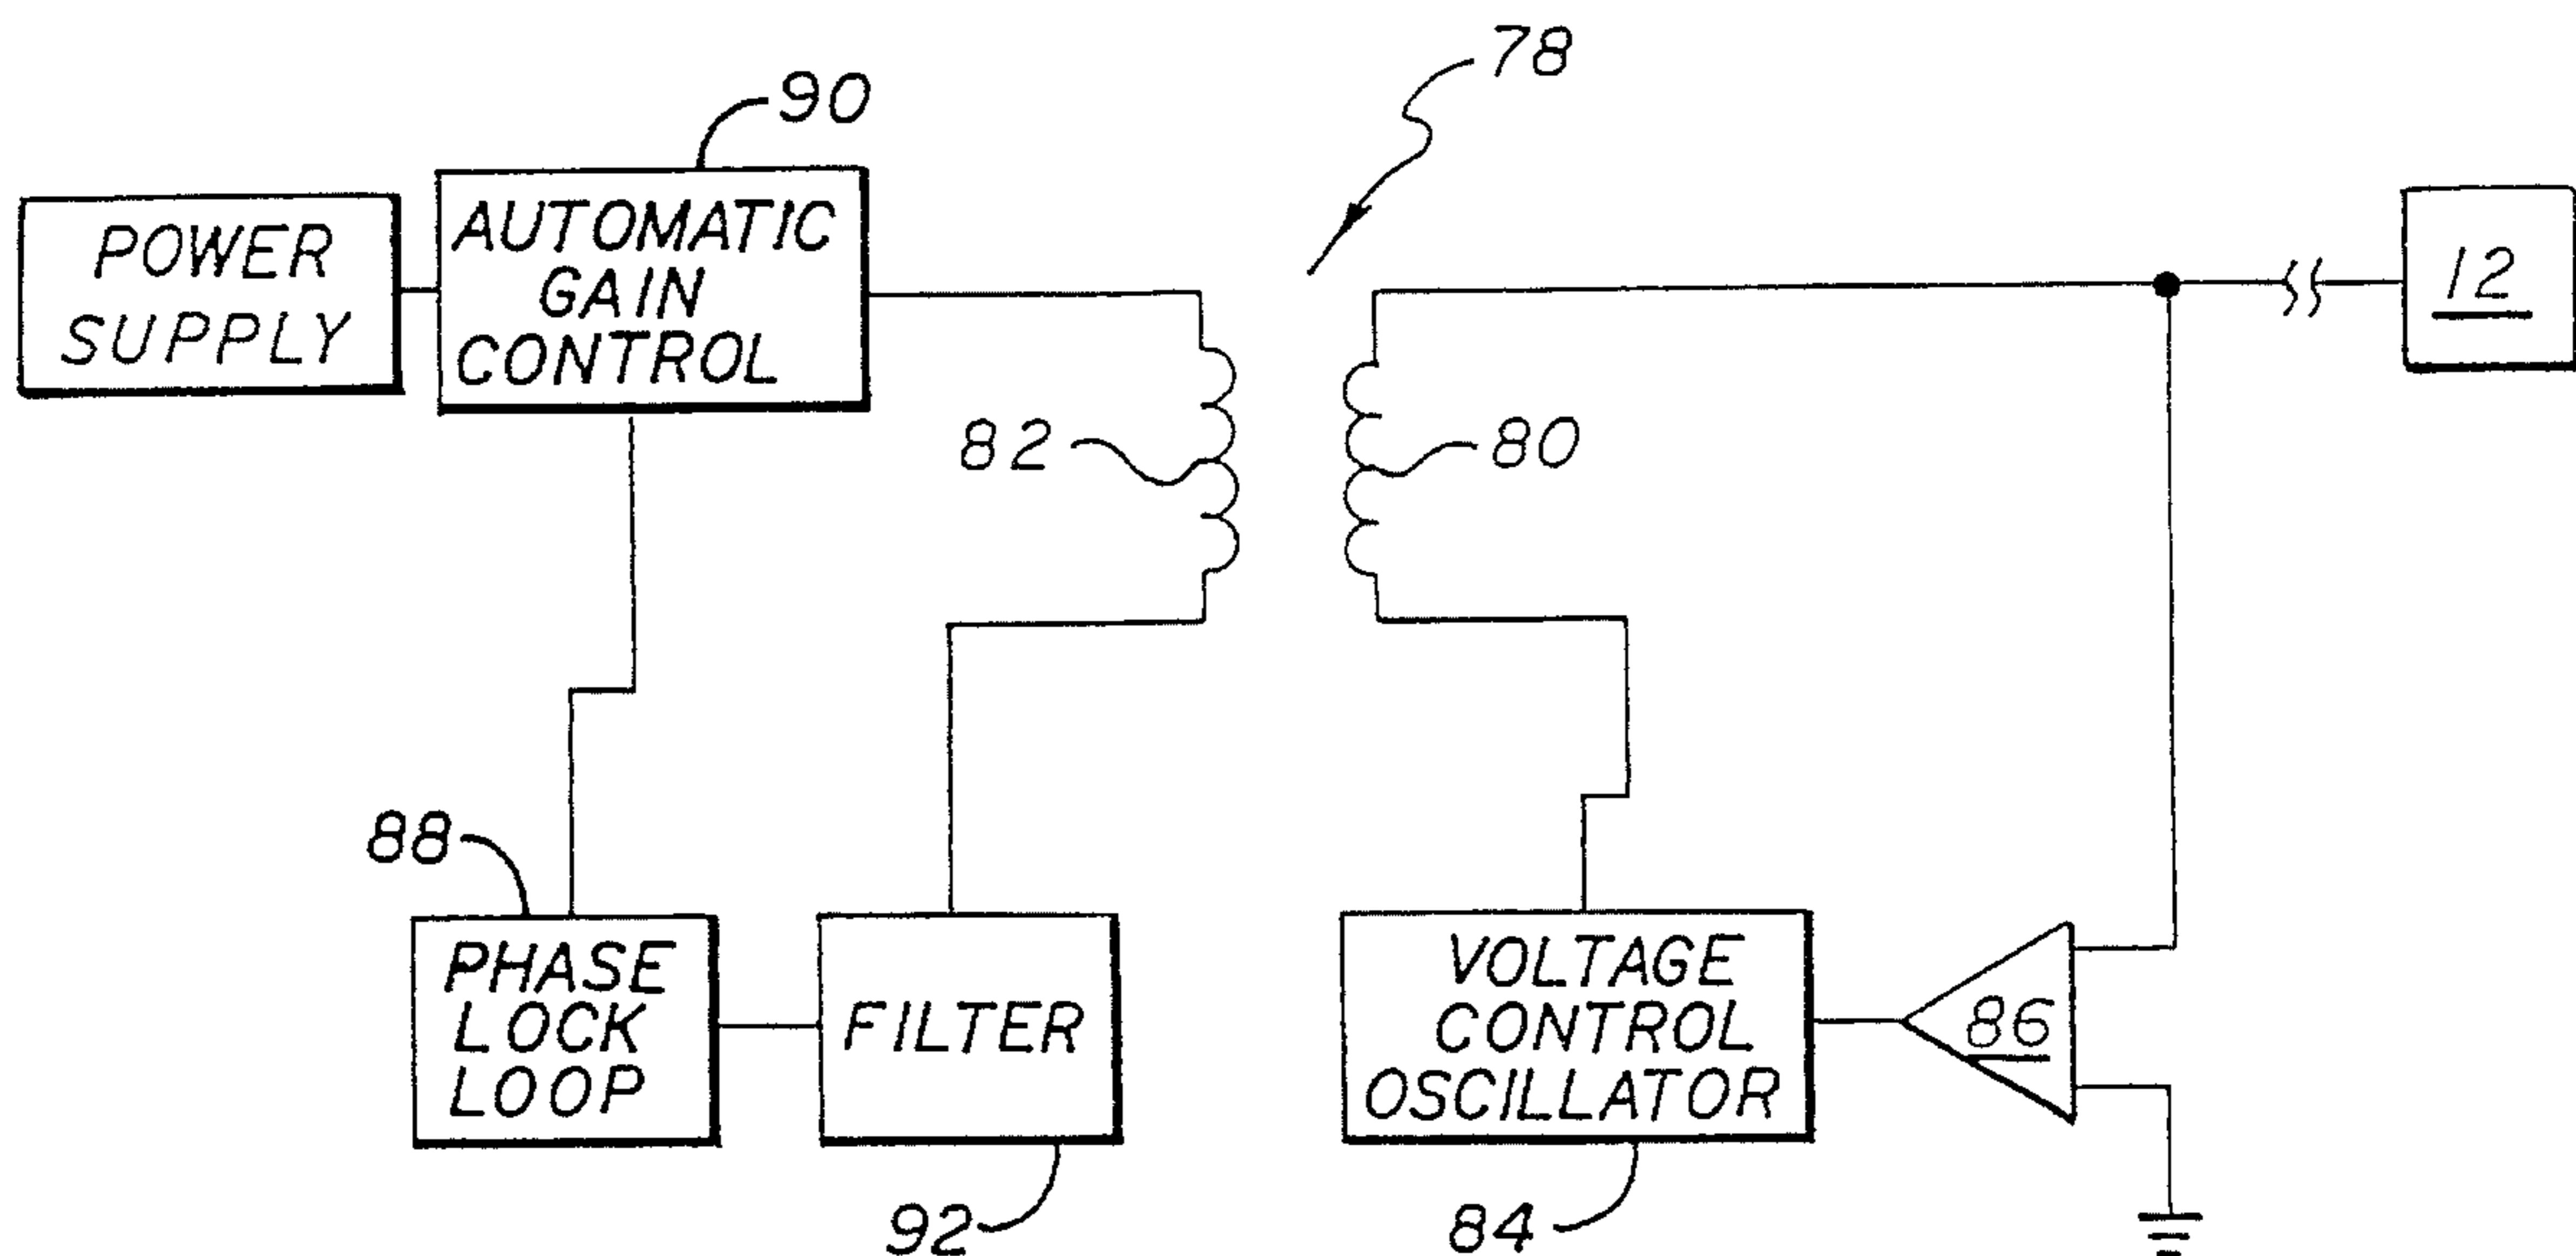 78
90
POWER
SUPPLY
AUTOMATIC
GAIN
CONTROL
12
82
80
88
PHASE
LOCK
LOOP
FILTER
VOLTAGE
CONTROL
OSCILLATOR
86
92
84